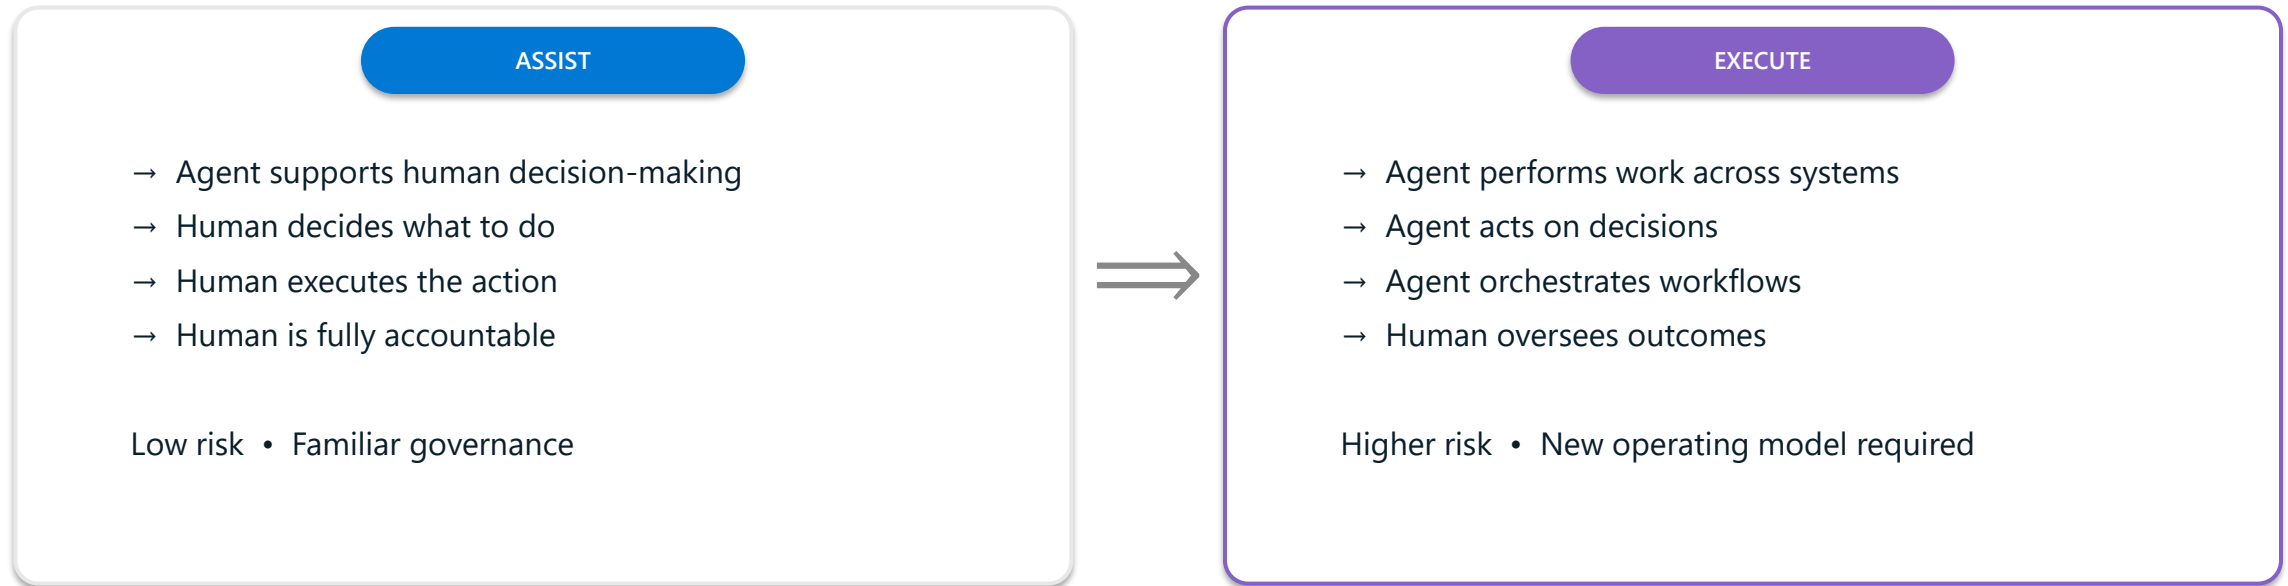 ASSIST
→ Agent supports human decision-making
→ Human decides what to do
→ Human executes the action
→ Human is fully accountable
Low risk • Familiar governance
EXECUTE
→ Agent performs work across systems
→ Agent acts on decisions
→ Agent orchestrates workflows
→ Human oversees outcomes
Higher risk • New operating model required